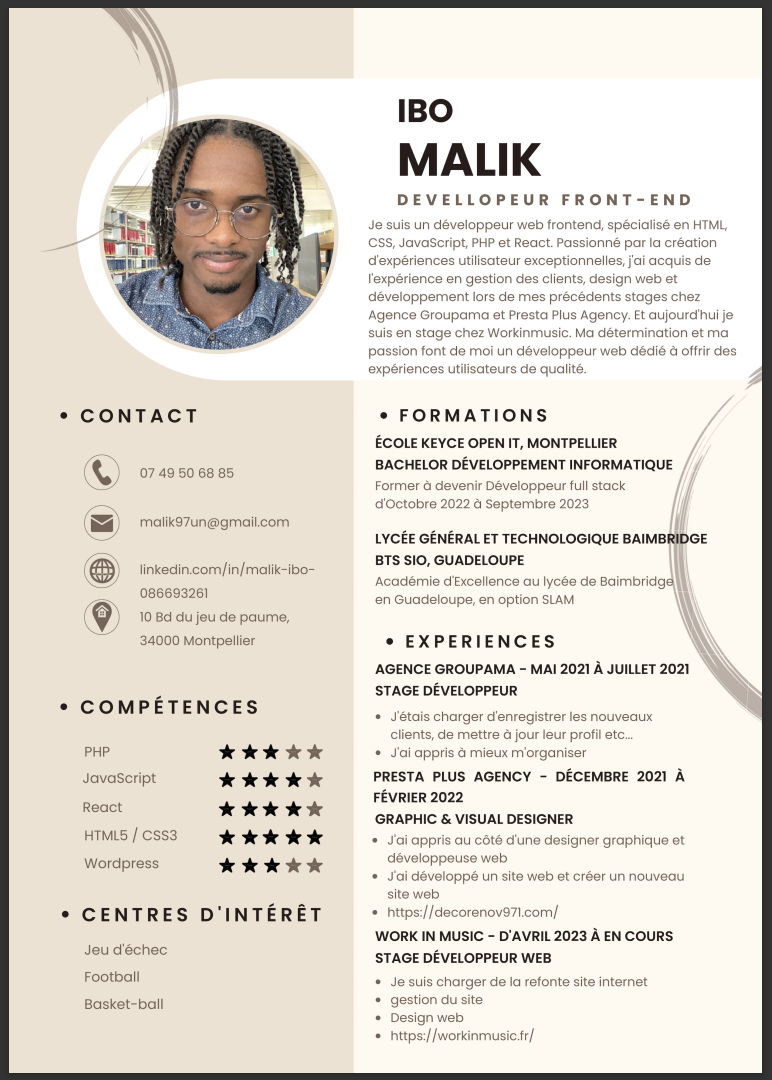 IBO
MALIK
DEVELLOPEUR FRONT-END
Je suis un développeur web frontend, spécialisé en HTML,
CSS, JavaScript, PHP et React. Passionné par la création
d'expériences utilisateur exceptionnelles, j'ai acquis de
l'expérience en gestion des clients, design web et
développement lors de mes précédents stages chez
Agence Groupama et Presta Plus Agency. Et aujourd'hui je
suis en stage chez Workinmusic. Ma détermination et ma
passion font de moi un développeur web dédié à offrir des
expériences utilisateurs de qualité.
• CONTACT
07 49 50 68 85
malik97un@gmail.com
linkedin.com/in/malik-ibo-
086693261
10 Bd du jeu de paume,
34000 Montpellier
• COMPÉTENCES
PHP
JavaScript
React
HTML5 / CSS3
Wordpress
• CENTRES D'INTÉRÊT
Jeu d'échec
Football
Basket-ball
• FORMATIONS
ÉCOLE KEYCE OPEN IT, MONTPELLIER
BACHELOR DÉVELOPPEMENT INFORMATIQUE
Former à devenir Développeur full stack
d'Octobre 2022 à Septembre 2023
LYCÉE GÉNÉRAL ET TECHNOLOGIQUE BAIMBRIDGE
BTS SIO, GUADELOUPE
Académie d'Excellence au lycée de Baimbridge
en Guadeloupe, en option SLAM
• EXPERIENCES
AGENCE GROUPAMA - MAI 2021 À JUILLET 2021
STAGE DÉVELOPPEUR
• J'étais charger d'enregistrer les nouveaux
clients, de mettre à jour leur profil etc...
• J'ai appris à mieux m'organiser
PRESTA PLUS AGENCY - DÉCEMBRE 2021 À
FÉVRIER 2022
GRAPHIC & VISUAL DESIGNER
• J'ai appris au côté d'une designer graphique et
développeuse web
• J'ai développé un site web et créer un nouveau
site web
• https://decorenov971.com/
WORK IN MUSIC - D'AVRIL 2023 À EN COURS
STAGE DÉVELOPPEUR WEB
• Je suis charger de la refonte site internet
• gestion du site
• Design web
• https://workinmusic.fr/